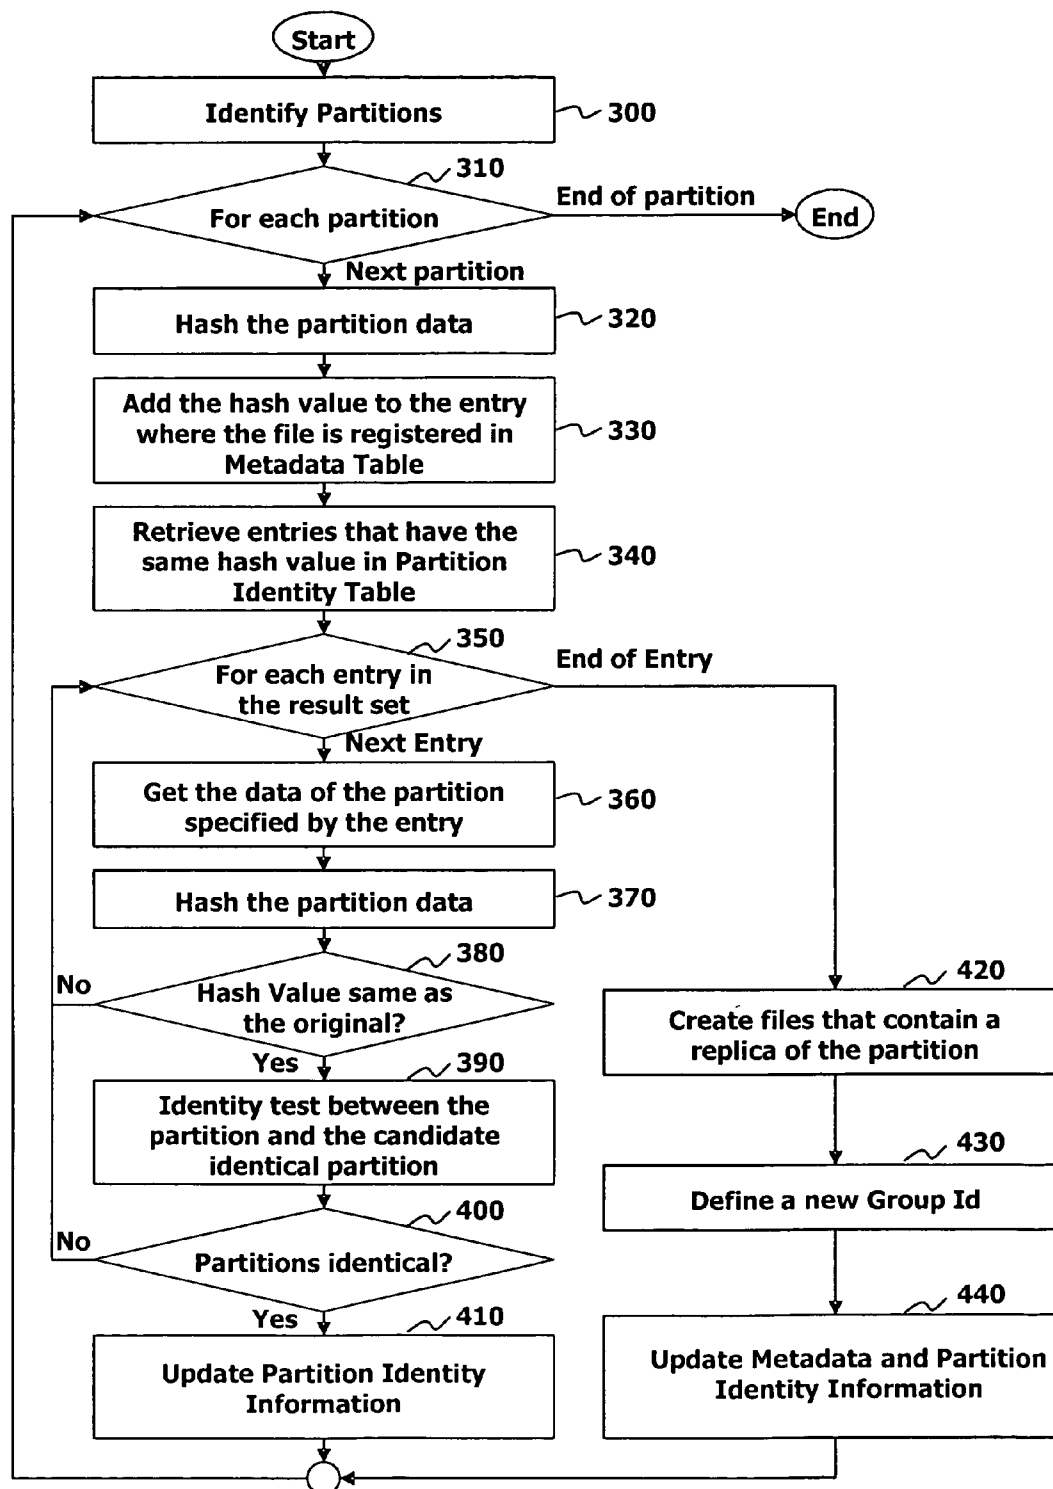 Start
Identify Partitions
300
310
For each partition
End of partition
End
Next partition
Hash the partition data
320
Add the hash value to the entry
where the file is registered in
Metadata Table
330
Retrieve entries that have the
same hash value in Partition
Identity Table
340
350
For each entry in
the result set
End of Entry
Next Entry
Get the data of the partition
specified by the entry
360
Hash the partition data
370
380
No
Hash Value same as
the original?
Yes
390
Identity test between the
partition and the candidate
identical partition
400
No
Partitions identical?
Yes
410
Update Partition Identity
Information
420
Create files that contain a
replica of the partition
430
Define a new Group Id
440
Update Metadata and Partition
Identity Information